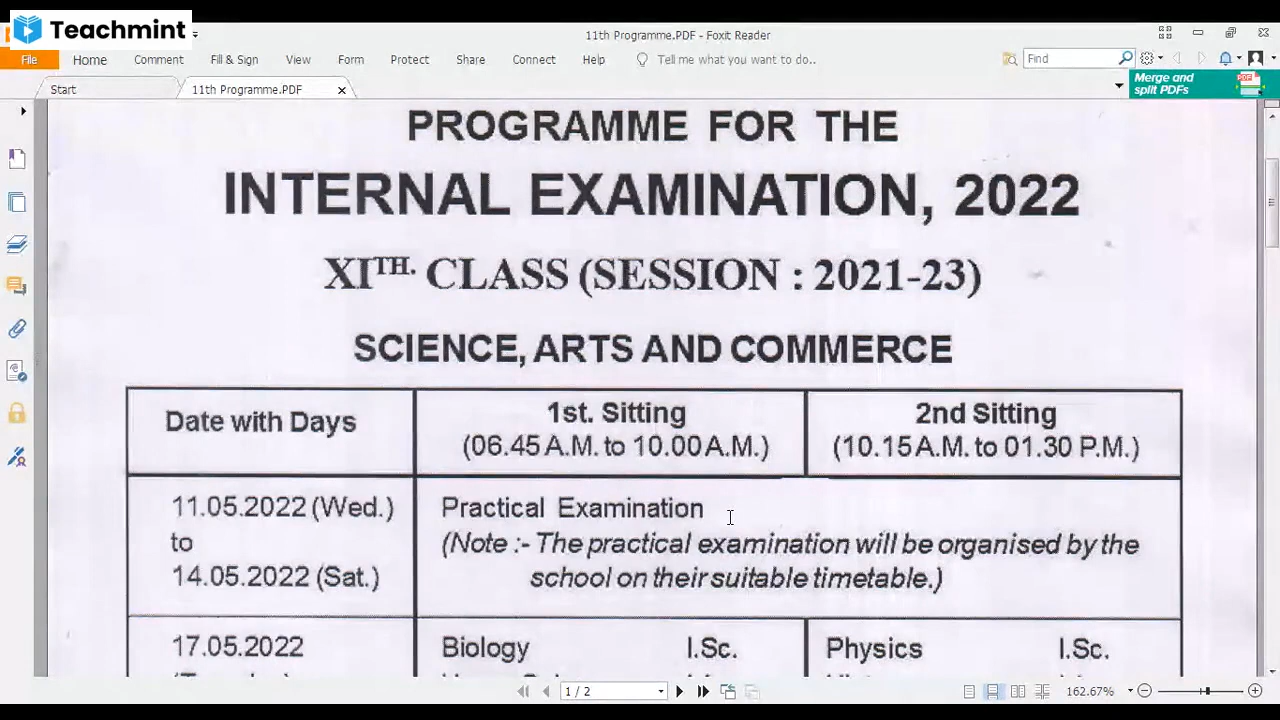 Teachmint
11th Programme.PDF - Foxit Reader
File Home Comment Fill & Sign View Form Protect Share Connect Help Tell me what you want to do.. Find
Start 11th Programme.PDF
Merge and
split PDFs
PROGRAMME FOR THE
INTERNAL EXAMINATION, 2022
XITH. CLASS (SESSION : 2021-23)
SCIENCE, ARTS AND COMMERCE
Date with Days 1st. Sitting 2nd Sitting
(06.45 A.M. to 10.00 A.M.) (10.15 A.M. to 01.30 P.M.)
11.05.2022 (Wed.) Practical Examination
to (Note :- The practical examination will be organised by the
14.05.2022 (Sat.) school on their suitable timetable.)
17.05.2022 Biology I.Sc. Physics I.Sc.
1 / 2 162.67%